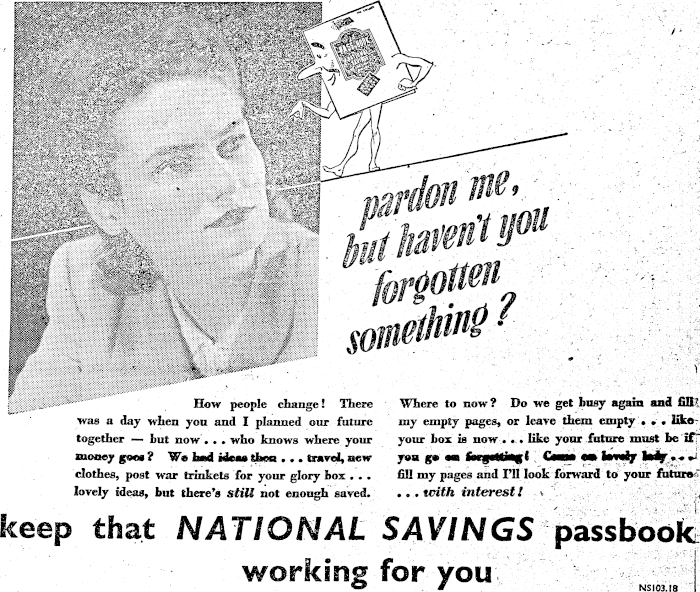 pardon me,
but haven't you
forgotten
something?
How people change! There
was a day when you and I planned our future
together — but now . . . who knows where your
money goes? We had ideas then . . . travel, new
clothes, post war trinkets for your glory box . . .
lovely ideas, but there's still not enough saved.
Where to now? Do we get busy again and fill
my empty pages, or leave them empty . . . like
your box is now . . . like your future must be if
you go on forgetting! Come on lovely lady . . .
fill my pages and I'll look forward to your future
. . . with interest!
keep that NATIONAL SAVINGS passbook
working for you
NS103.18